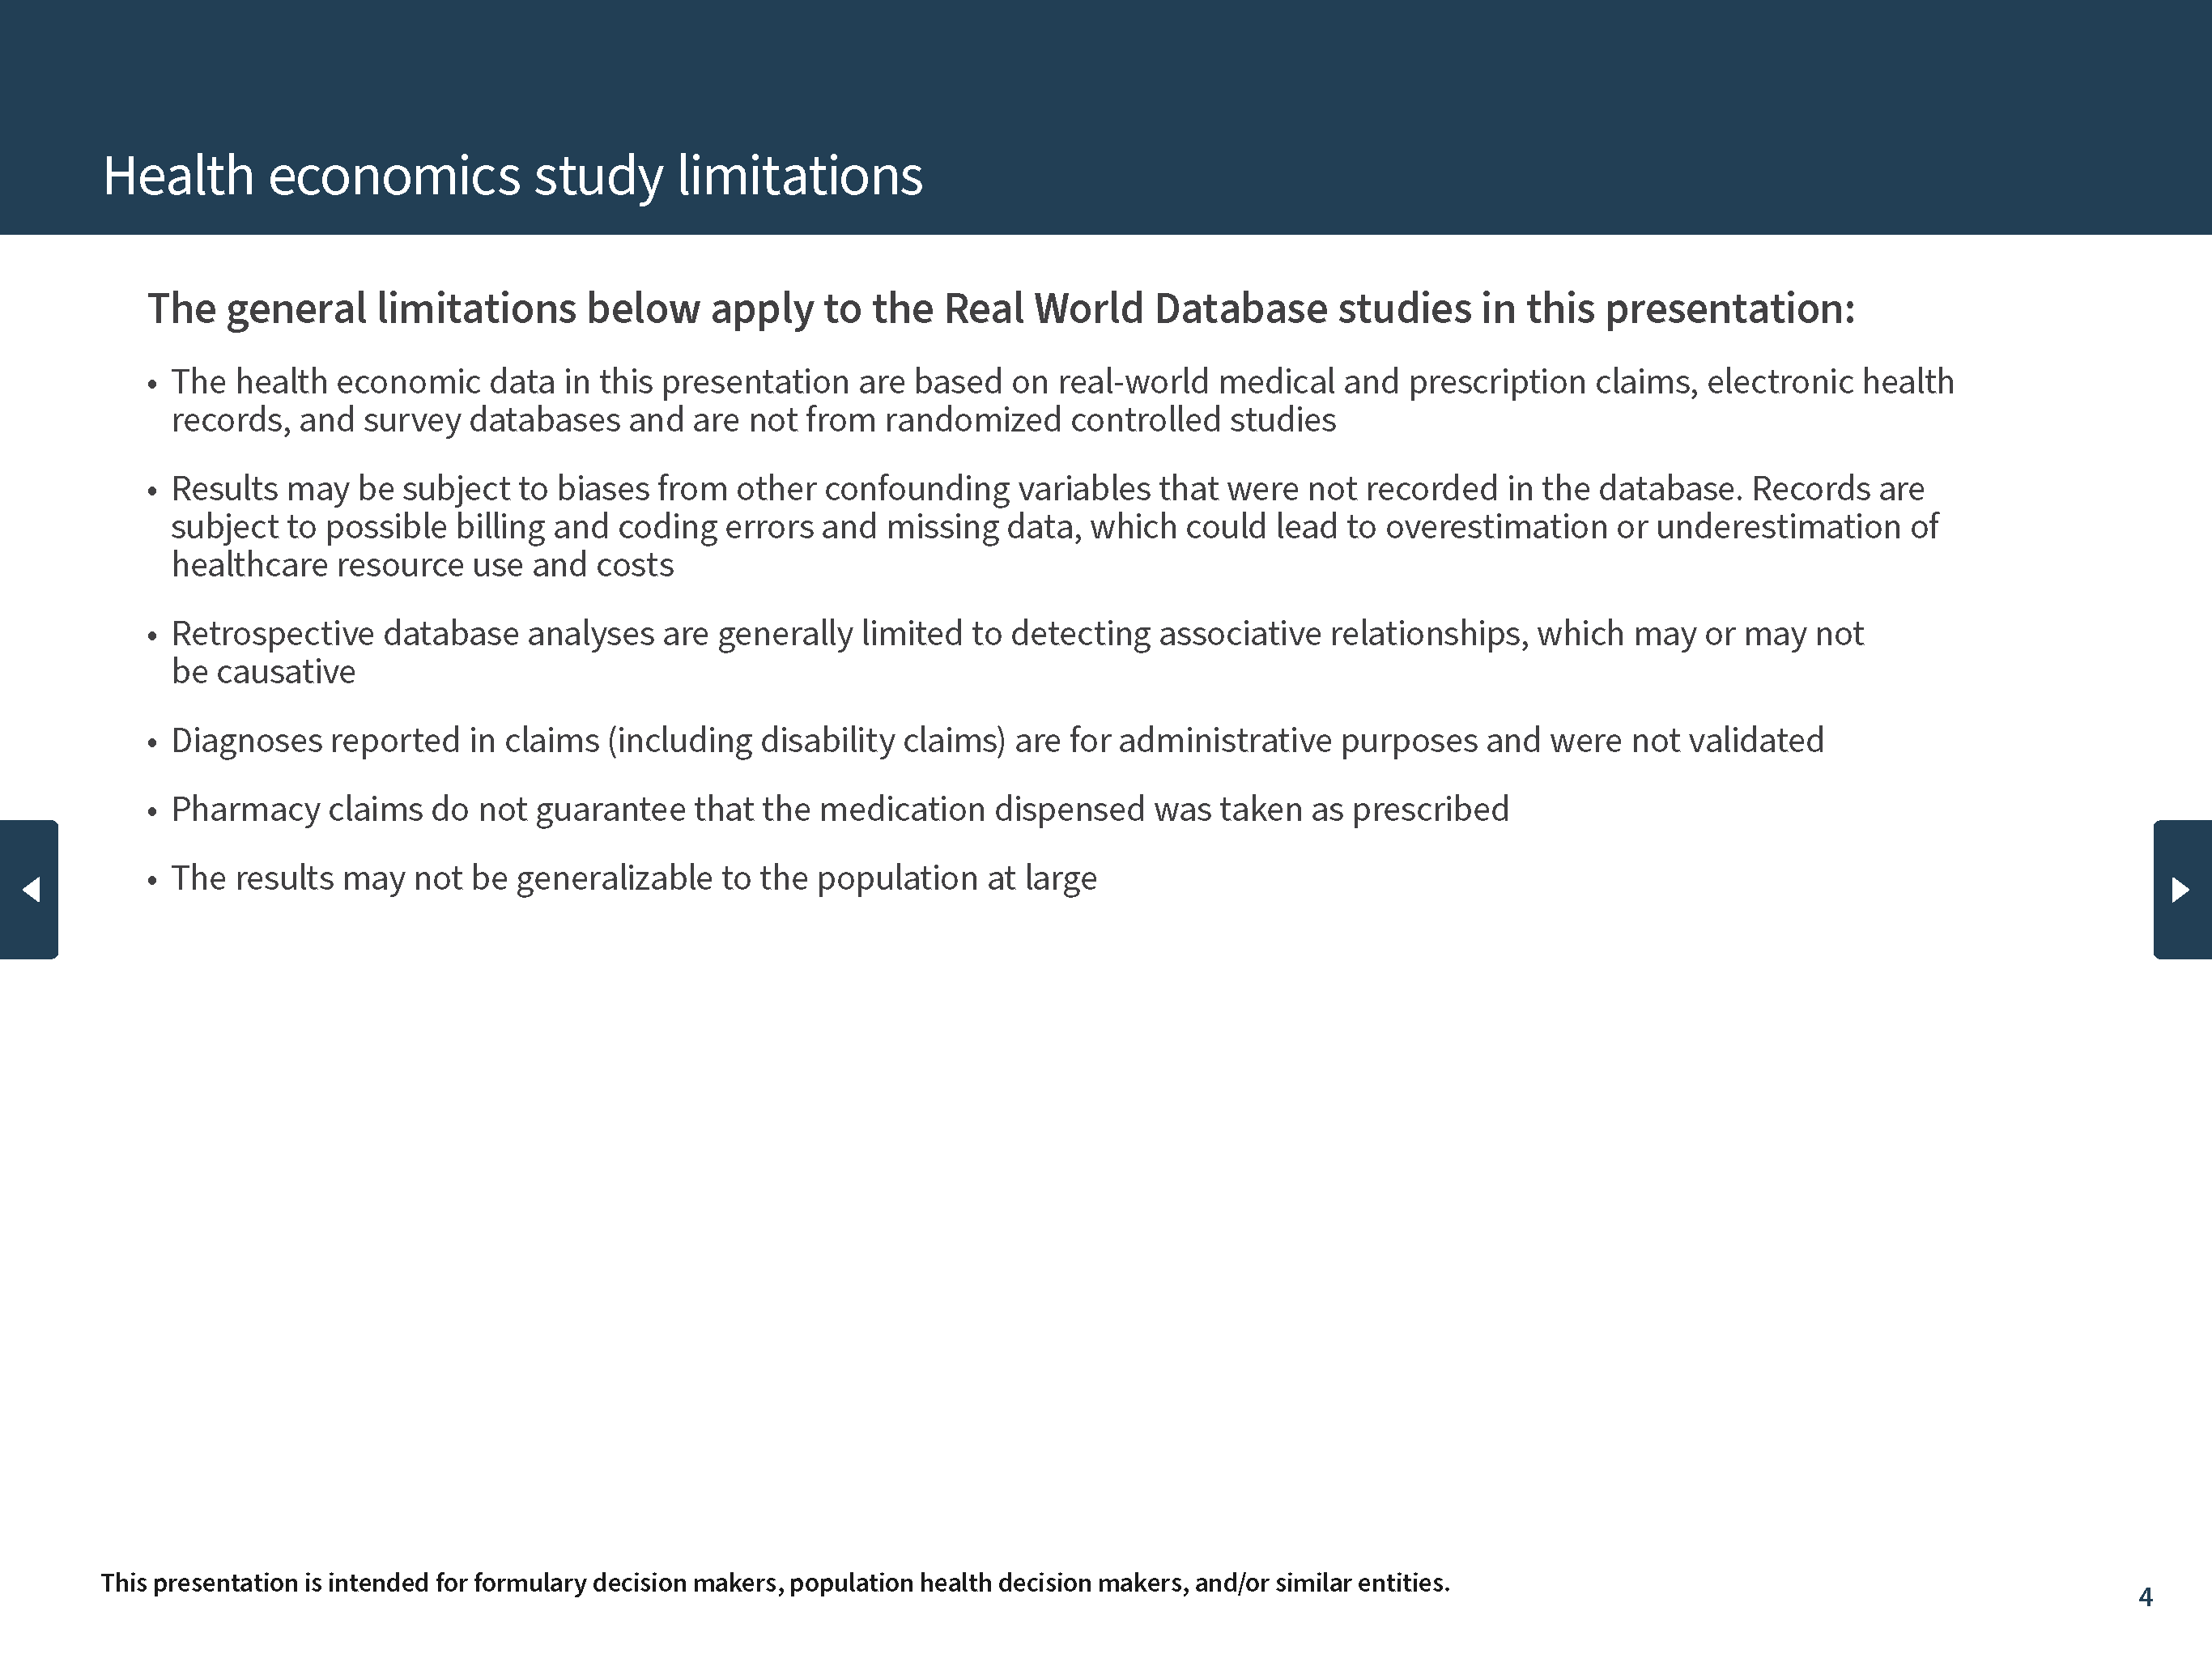 Health economics study limitations
The general limitations below apply to the Real World Database studies in this presentation:
• The health economic data in this presentation are based on real-world medical and prescription claims, electronic health
records, and survey databases and are not from randomized controlled studies
• Results may be subject to biases from other confounding variables that were not recorded in the database. Records are
subject to possible billing and coding errors and missing data, which could lead to overestimation or underestimation of
healthcare resource use and costs
• Retrospective database analyses are generally limited to detecting associative relationships, which may or may not
be causative
• Diagnoses reported in claims (including disability claims) are for administrative purposes and were not validated
• Pharmacy claims do not guarantee that the medication dispensed was taken as prescribed
• The results may not be generalizable to the population at large
This presentation is intended for formulary decision makers, population health decision makers, and/or similar entities.
4